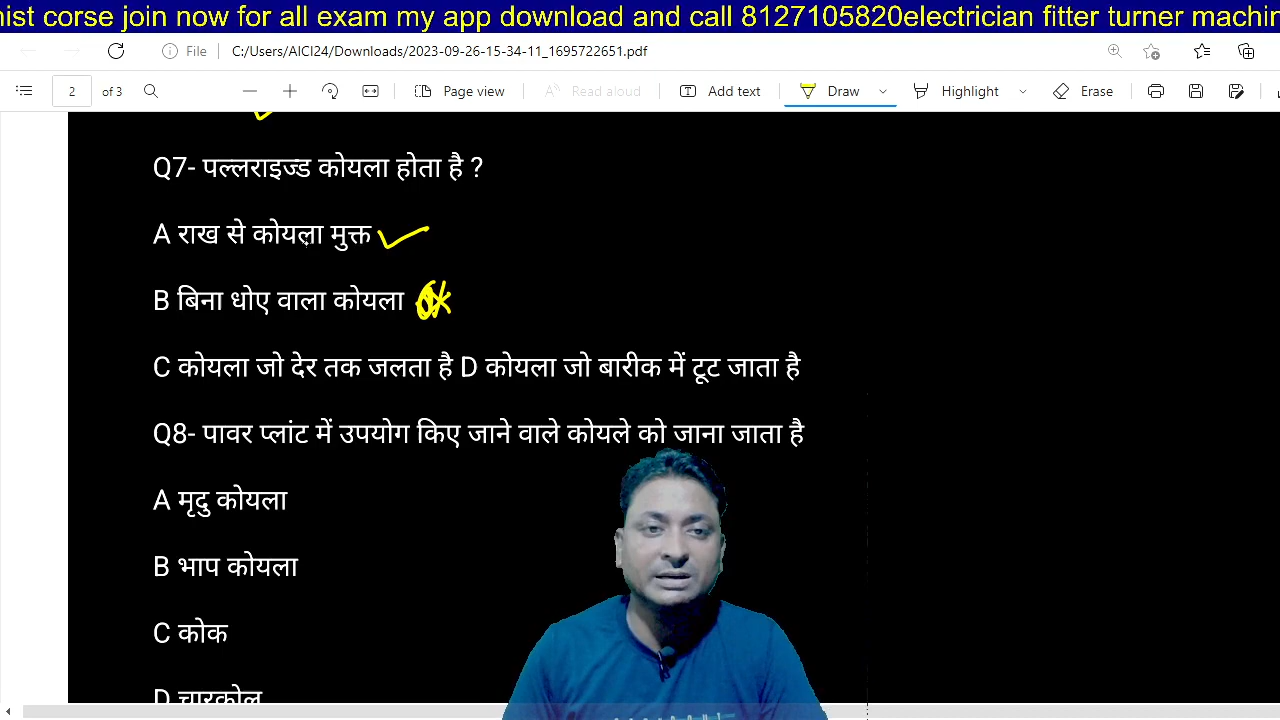 nist corse join now for all exam my app download and call 8127105820electrician fitter turner machin
File C:/Users/AICI24/Downloads/2023-09-26-15-34-11_1695722651.pdf
2 of 3 Page view Read aloud Add text Draw Highlight Erase
Q7- पल्लराइज्ड कोयला होता है ?
A राख से कोयला मुक्त
B बिना धोए वाला कोयला
C कोयला जो देर तक जलता है D कोयला जो बारीक में टूट जाता है
Q8- पावर प्लांट में उपयोग किए जाने वाले कोयले को जाना जाता है
A मृदु कोयला
B भाप कोयला
C कोक
D चारकोल